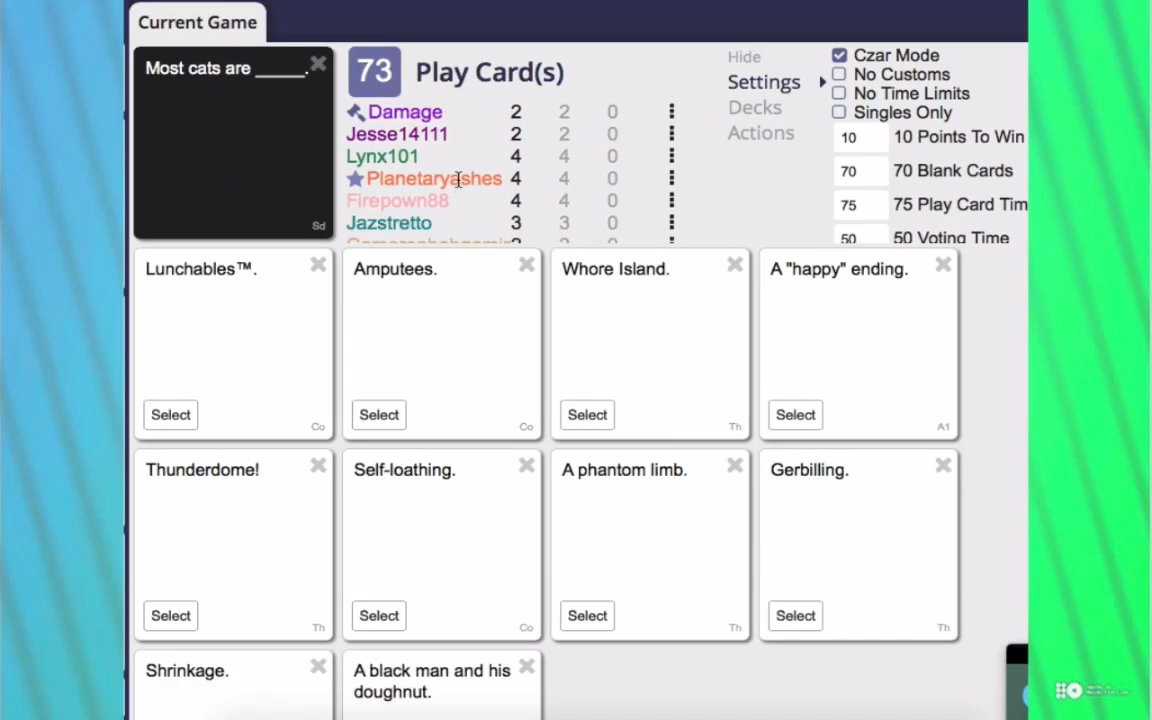 Current Game
Most cats are _____.
Sd
73 Play Card(s)
Damage 2 2 0
Jesse14111 2 2 0
Lynx101 4 4 0
Planetaryashes 4 4 0
Firepown88 4 4 0
Jazstretto 3 3 0
Hide
Settings
Decks
Actions
Czar Mode
No Customs
No Time Limits
Singles Only
10 10 Points To Win
70 70 Blank Cards
75 75 Play Card Tim
50 50 Voting Time
Lunchables™.
Select
Co
Amputees.
Select
Co
Whore Island.
Select
Th
A "happy" ending.
Select
A1
Thunderdome!
Select
Th
Self-loathing.
Select
Co
A phantom limb.
Select
Th
Gerbilling.
Select
Th
Shrinkage.
A black man and his
doughnut.